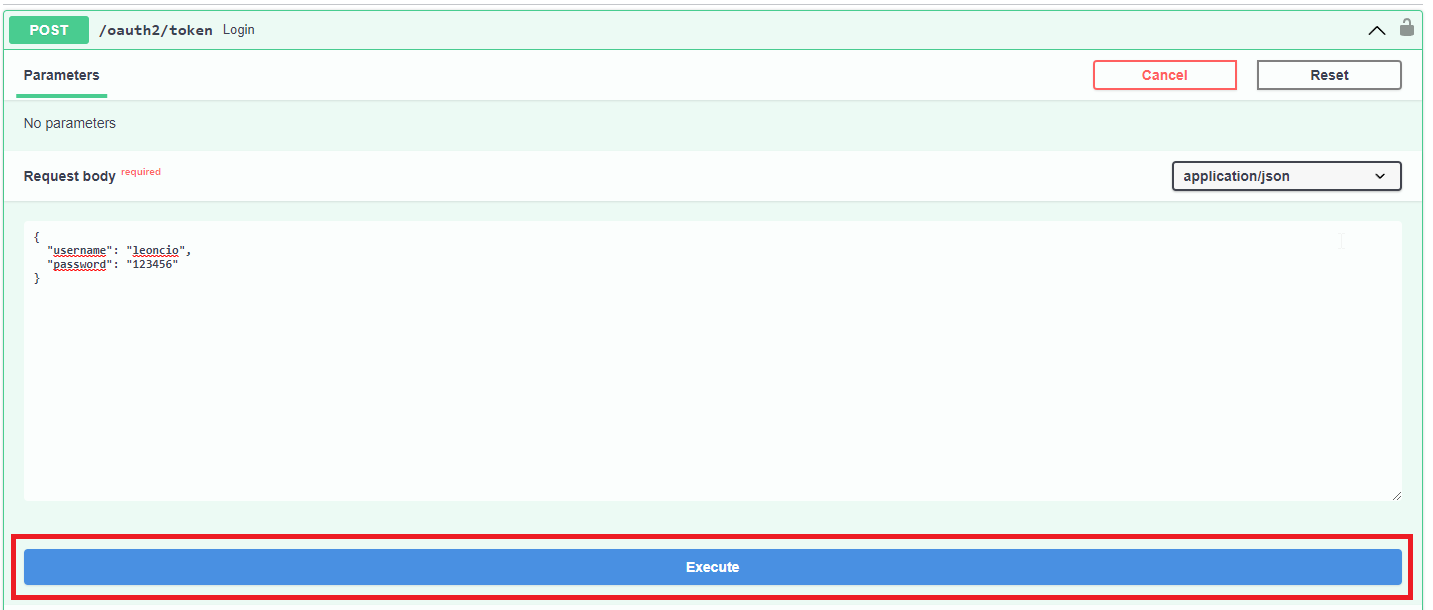 POST /oauth2/token Login
Parameters Cancel Reset
No parameters
Request body required application/json
{
  "username": "leoncio",
  "password": "123456"
}
Execute